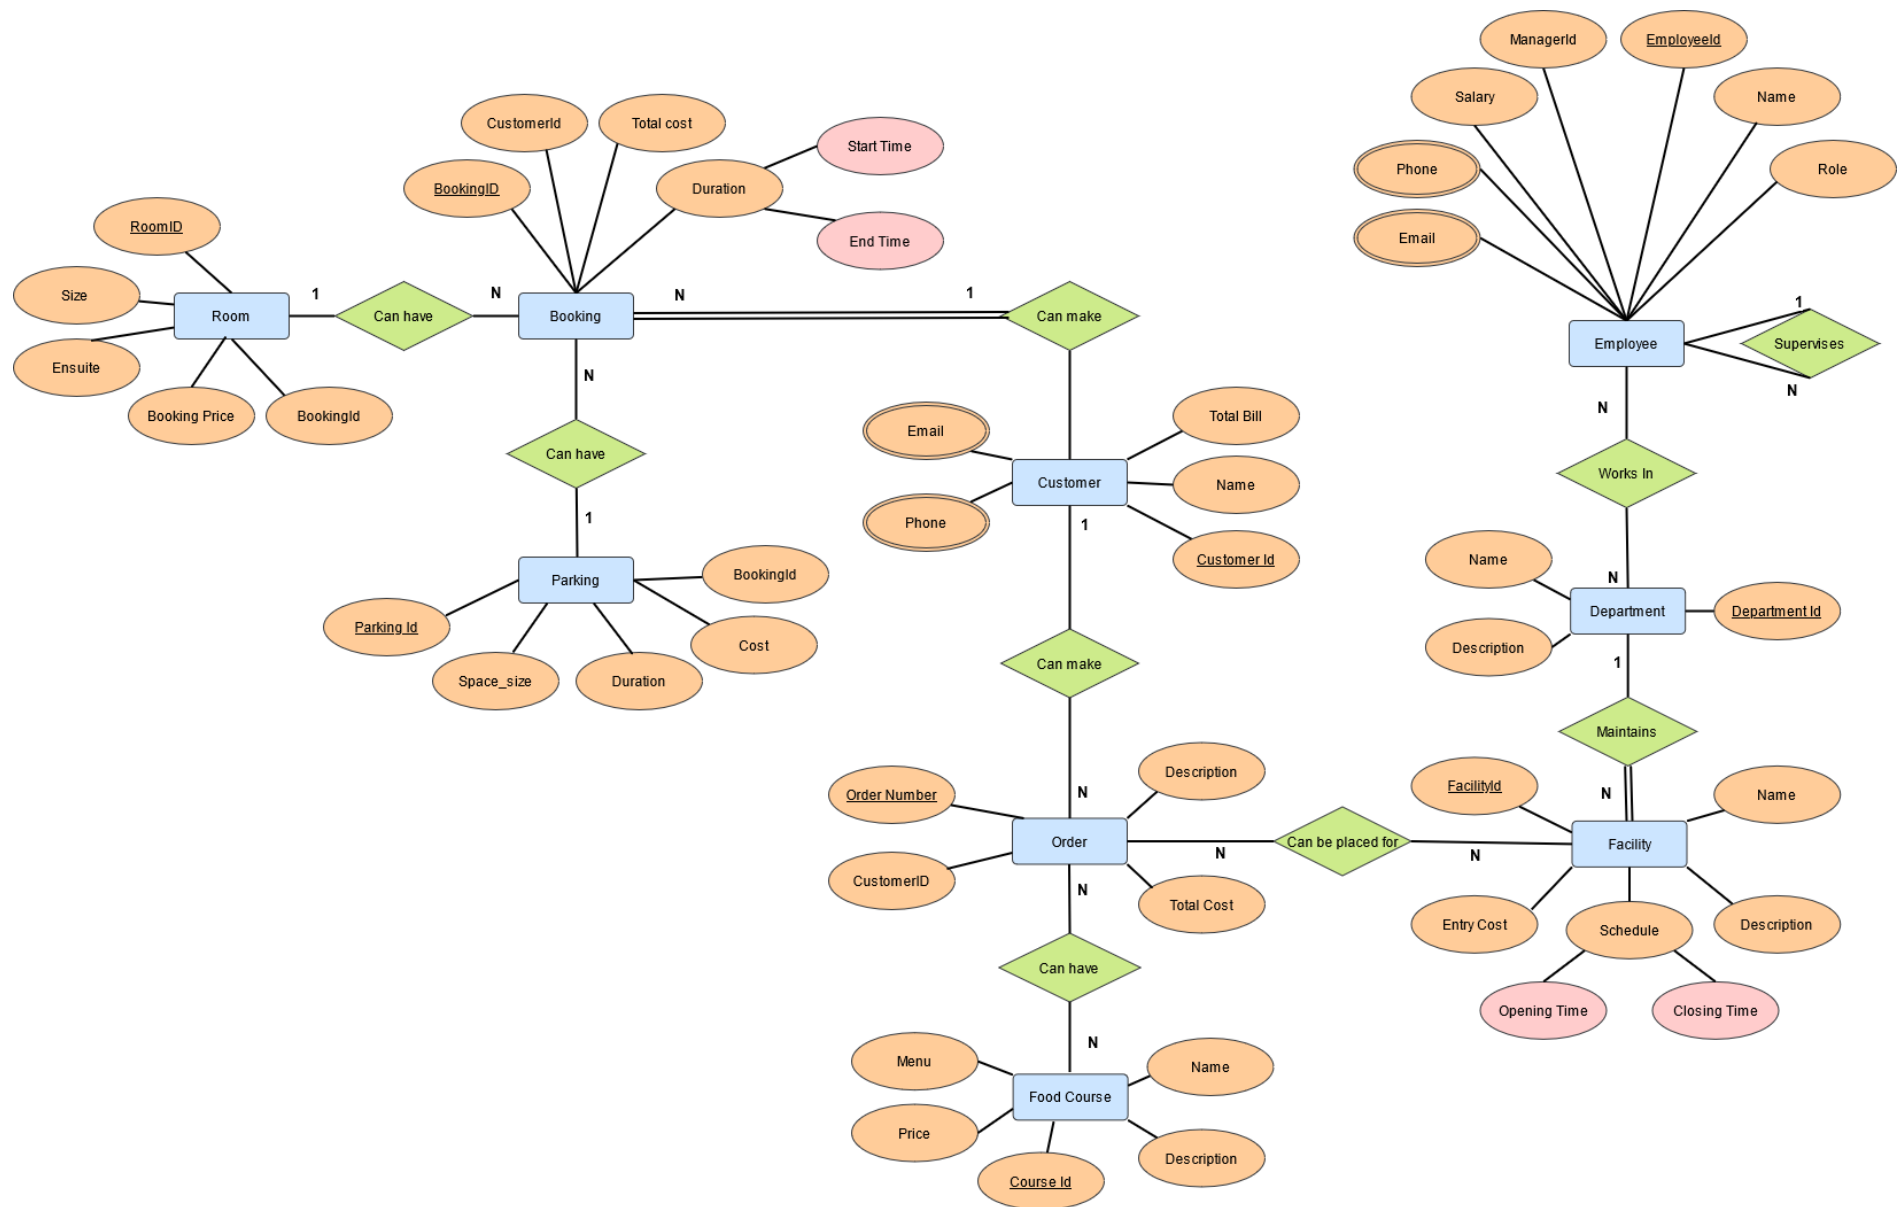 ManagerId
EmployeeId
Salary
Name
CustomerId
Total cost
Start Time
Phone
Role
BookingID
Duration
RoomID
End Time
Email
Size
1
N
N
1
1
Room
Can have
Booking
Can make
Employee
Supervises
Ensuite
N
N
N
Booking Price
BookingId
Total Bill
Email
Can have
Works In
Customer
Name
1
1
Phone
Name
Customer Id
Parking
BookingId
N
Department
Department Id
Parking Id
Cost
Description
Can make
1
Space_size
Duration
Maintains
Description
FacilityId
Name
Order Number
N
N
Order
Can be placed for
Facility
N
N
CustomerID
N
Total Cost
Entry Cost
Schedule
Description
Can have
Opening Time
Closing Time
N
Menu
Name
Food Course
Price
Description
Course Id